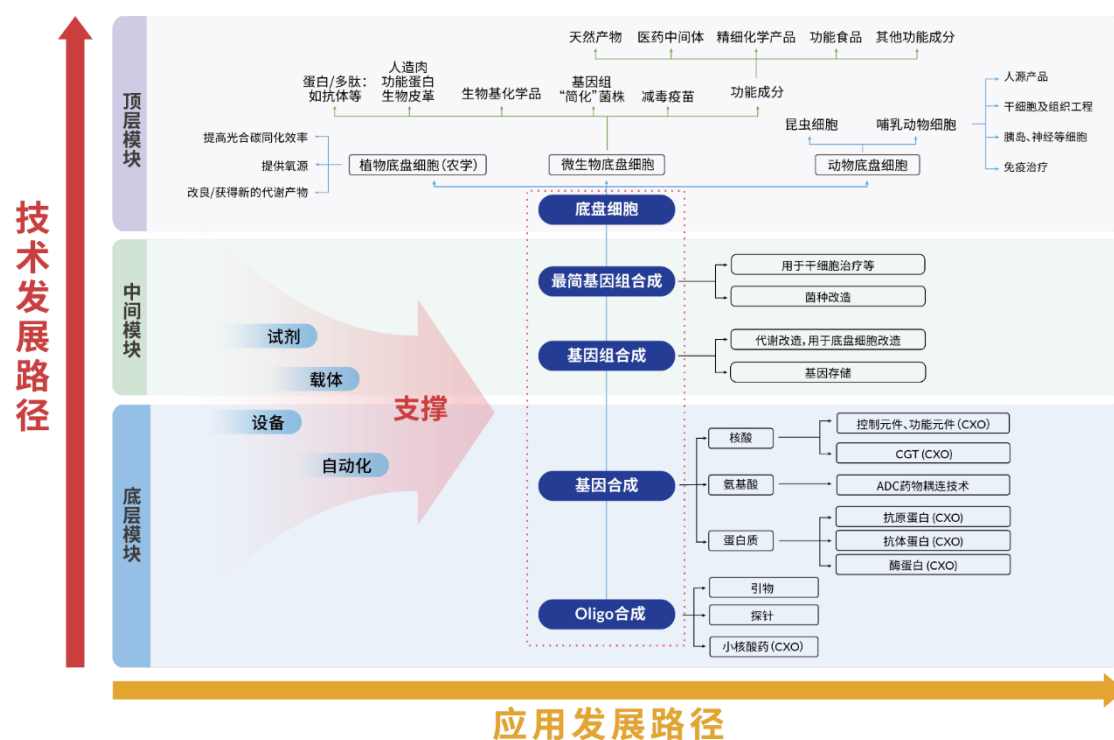 技术发展路径
顶层模块
天然产物
医药中间体
精细化学产品
功能食品
其他功能成分
蛋白/多肽:
如抗体等
人造肉
功能蛋白
生物皮革
生物基化学品
基因组
“简化”菌株
减毒疫苗
功能成分
人源产品
干细胞及组织工程
胰岛、神经等细胞
免疫治疗
昆虫细胞
哺乳动物细胞
提高光合碳同化效率
提供氧源
改良/获得新的代谢产物
植物底盘细胞(农学)
微生物底盘细胞
动物底盘细胞
底盘细胞
中间模块
最简基因组合成
用于干细胞治疗等
菌种改造
基因组合成
代谢改造,用于底盘细胞改造
基因存储
试剂
载体
设备
自动化
支撑
底层模块
基因合成
核酸
控制元件、功能元件(CXO)
CGT(CXO)
氨基酸
ADC药物耦连技术
蛋白质
抗原蛋白(CXO)
抗体蛋白(CXO)
酶蛋白(CXO)
Oligo合成
引物
探针
小核酸药(CXO)
应用发展路径